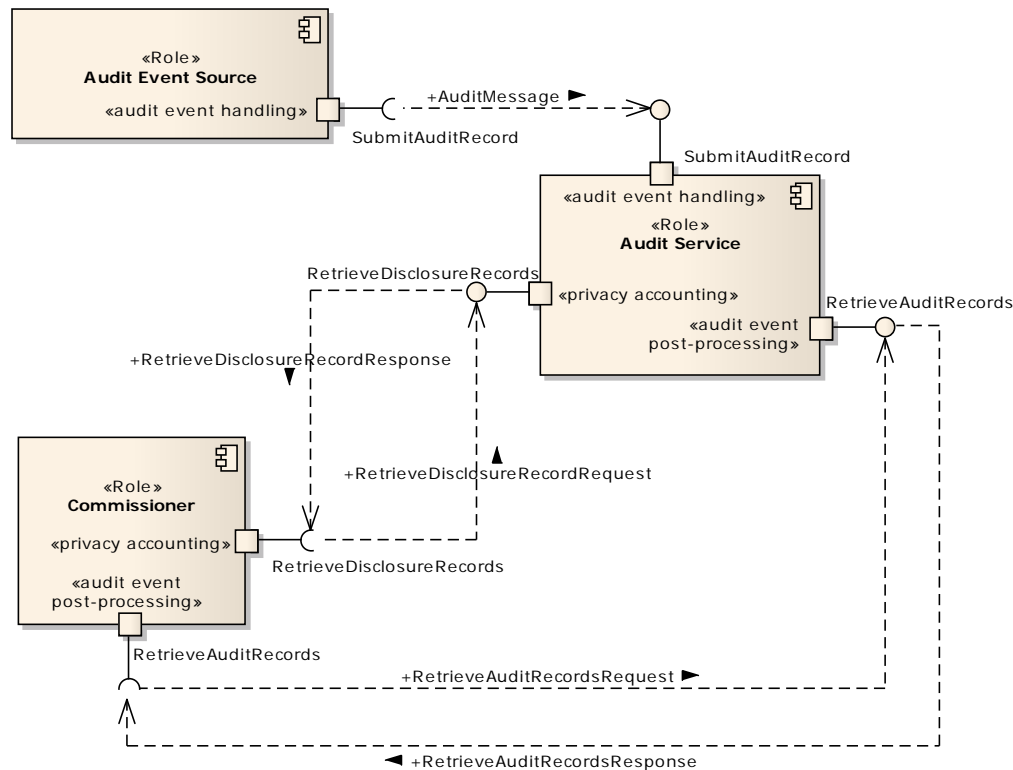 «Role»
Audit Event Source
«audit event handling»
+AuditMessage
SubmitAuditRecord
SubmitAuditRecord
«audit event handling»
«Role»
Audit Service
RetrieveDisclosureRecords
«privacy accounting»
RetrieveAuditRecords
«audit event
post-processing»
+RetrieveDisclosureRecordResponse
+RetrieveDisclosureRecordRequest
«Role»
Commissioner
«privacy accounting»
RetrieveDisclosureRecords
«audit event
post-processing»
RetrieveAuditRecords
+RetrieveAuditRecordsRequest
+RetrieveAuditRecordsResponse